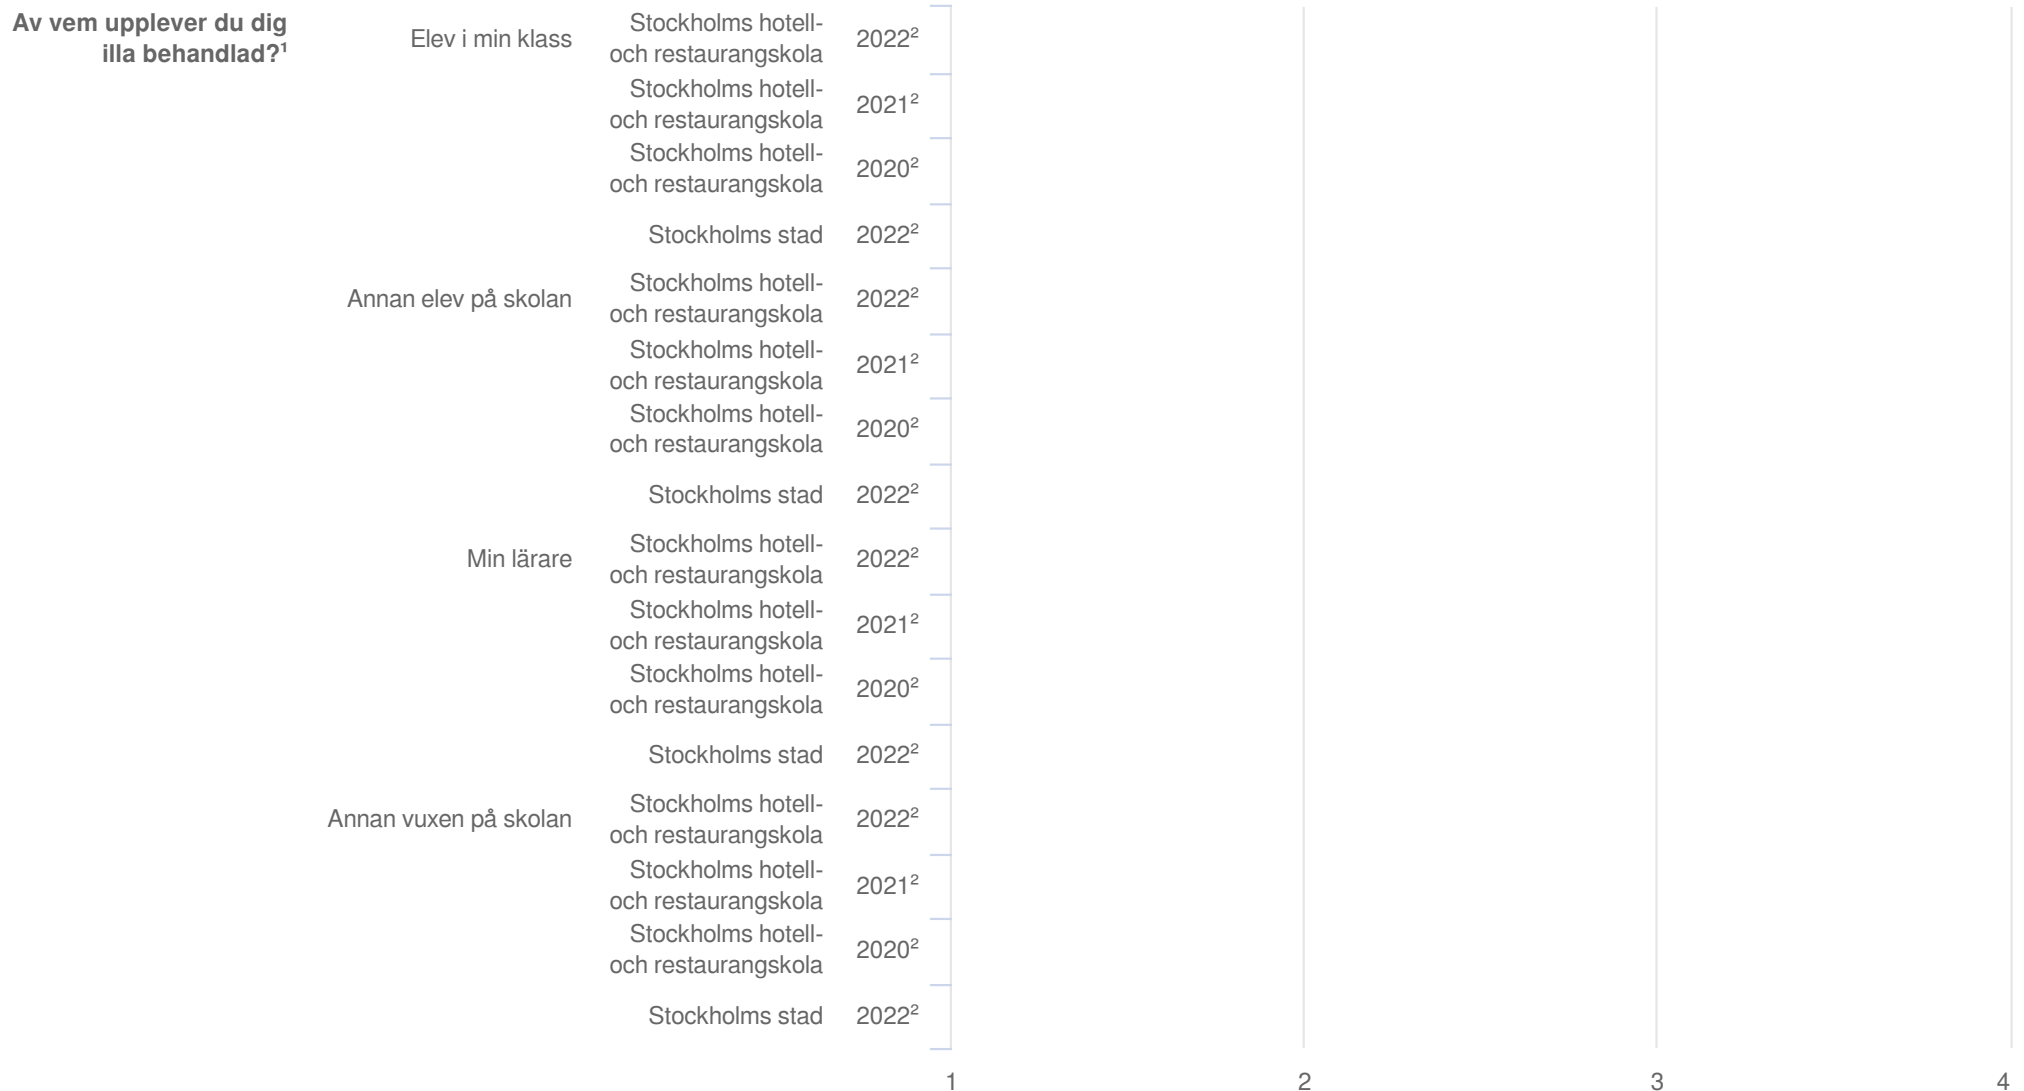 Av vem upplever du dig
illa behandlad?¹
Elev i min klass
Stockholms hotell-
och restaurangskola
2022²
Stockholms hotell-
och restaurangskola
2021²
Stockholms hotell-
och restaurangskola
2020²
Stockholms stad 2022²
Annan elev på skolan
Stockholms hotell-
och restaurangskola
2022²
Stockholms hotell-
och restaurangskola
2021²
Stockholms hotell-
och restaurangskola
2020²
Stockholms stad 2022²
Min lärare
Stockholms hotell-
och restaurangskola
2022²
Stockholms hotell-
och restaurangskola
2021²
Stockholms hotell-
och restaurangskola
2020²
Stockholms stad 2022²
Annan vuxen på skolan
Stockholms hotell-
och restaurangskola
2022²
Stockholms hotell-
och restaurangskola
2021²
Stockholms hotell-
och restaurangskola
2020²
Stockholms stad 2022²
1 2 3 4